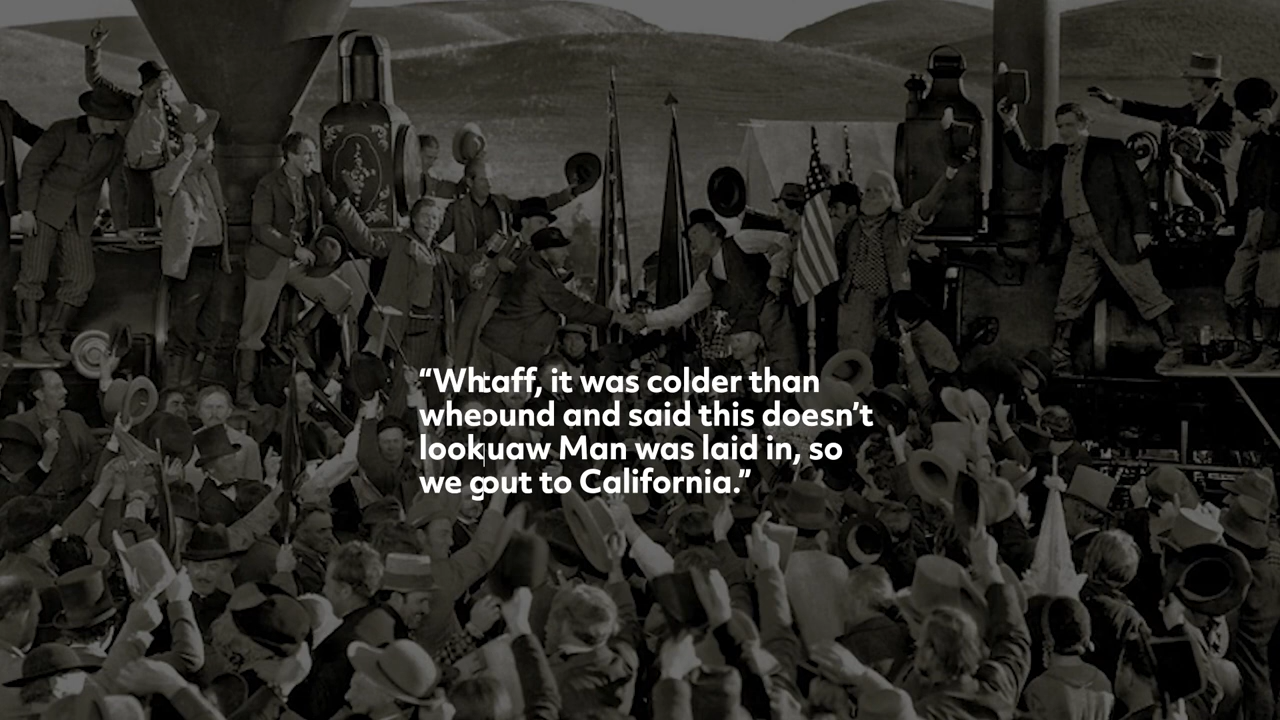 “Whtaff, it was colder than
wheound and said this doesn’t
lookuaw Man was laid in, so
we gout to California.”